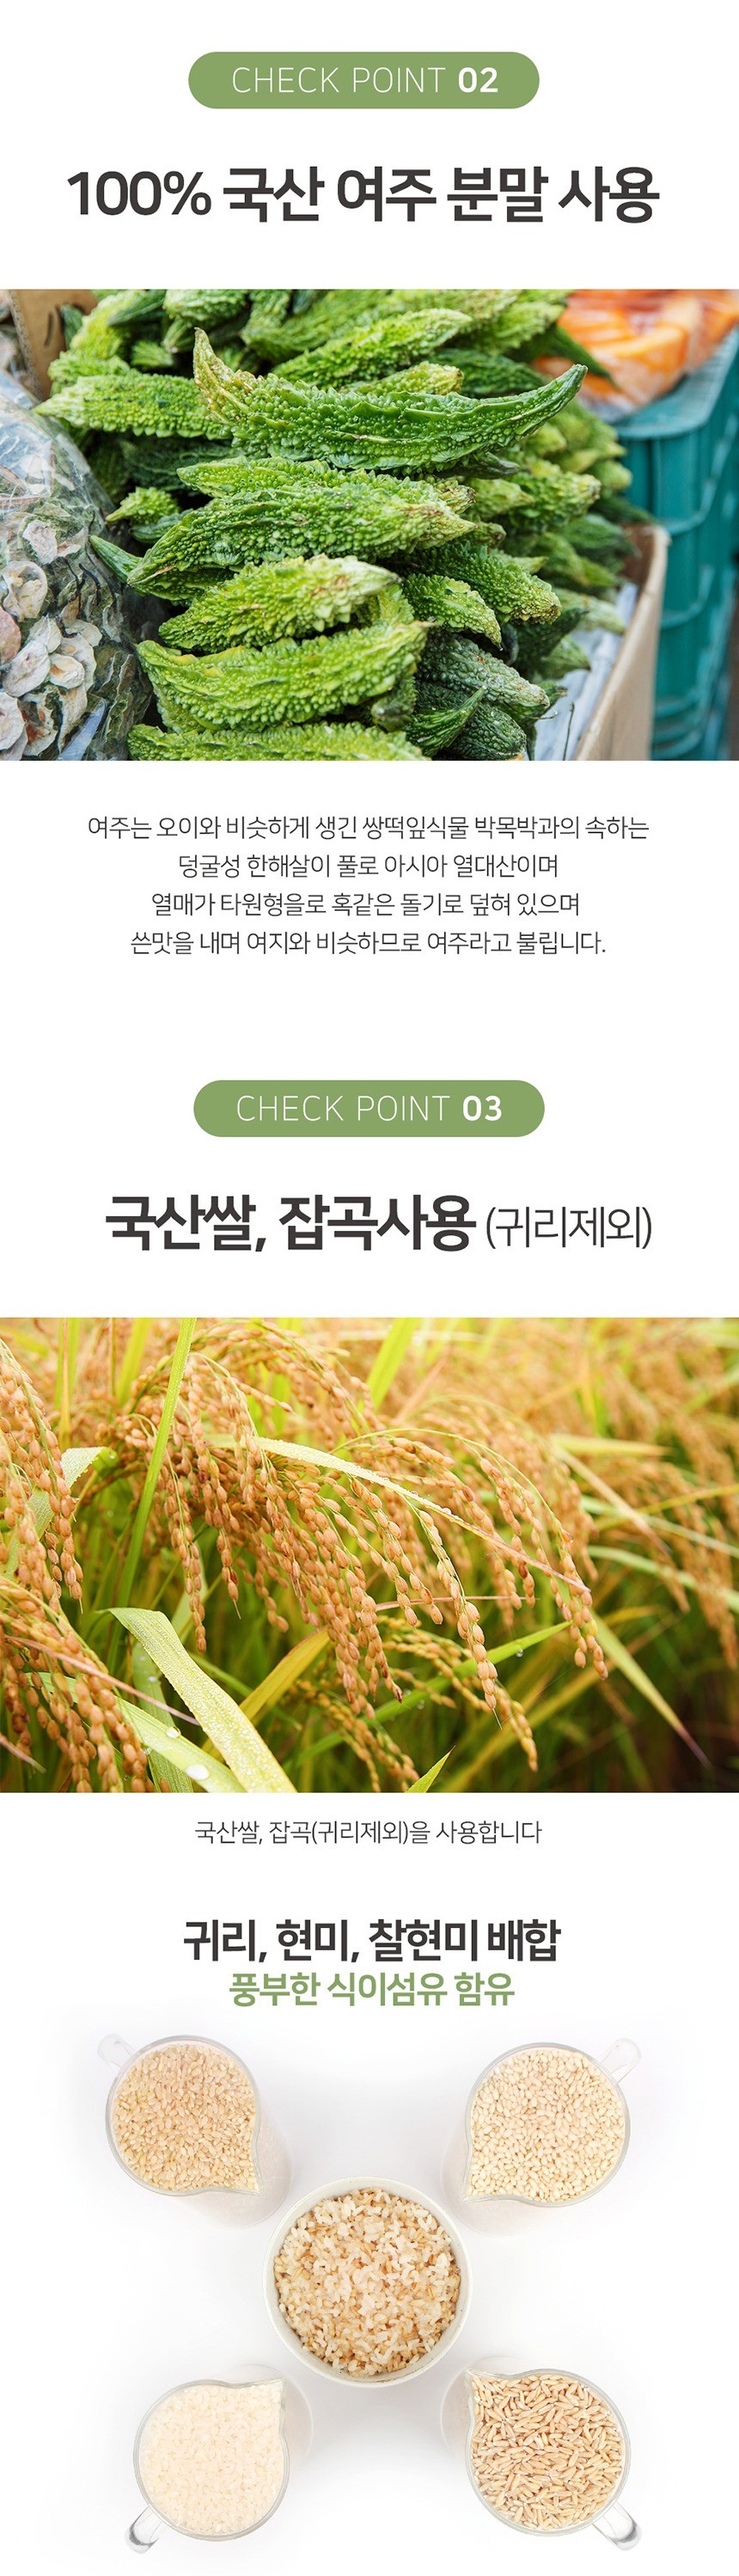 CHECK POINT 02
100% 국산 여주 분말 사용
여주는 오이와 비슷하게 생긴 쌍떡잎식물 박목박과의 속하는
덩굴성 한해살이 풀로 아시아 열대산이며
열매가 타원형을로 혹같은 돌기로 덮혀 있으며
쓴맛을 내며 여지와 비슷하므로 여주라고 불립니다.
CHECK POINT 03
국산쌀, 잡곡사용 (귀리제외)
국산쌀, 잡곡(귀리제외)을 사용합니다
귀리, 현미, 찰현미 배합
풍부한 식이섬유 함유